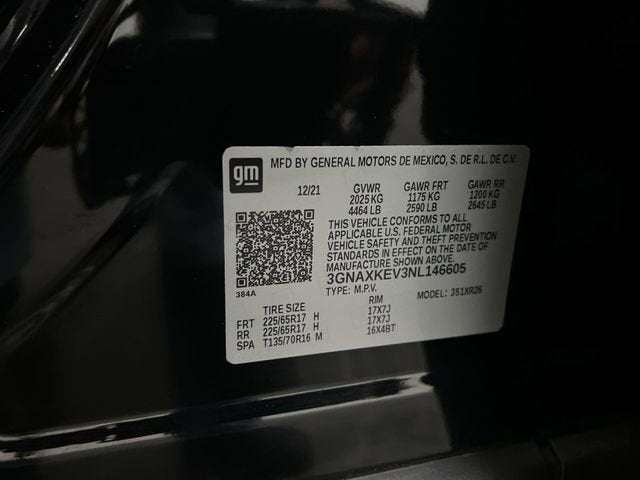 gm
MFD BY GENERAL MOTORS DE MEXICO, S. DE R.L. DE C.V.
12/21 GVWR GAWR FRT GAWR RR
2025 KG 1175 KG 1200 KG
4464 LB 2590 LB 2645 LB
THIS VEHICLE CONFORMS TO ALL
APPLICABLE U.S. FEDERAL MOTOR
VEHICLE SAFETY AND THEFT PREVENTION
STANDARDS IN EFFECT ON THE DATE OF
MANUFACTURE SHOWN ABOVE.
3GNAXKEV3NL146605
384A TYPE: M.P.V. MODEL: 351XR26
TIRE SIZE RIM
FRT 225/65R17 H 17X7J
RR 225/65R17 H 17X7J
SPA T135/70R16 M 16X4BT